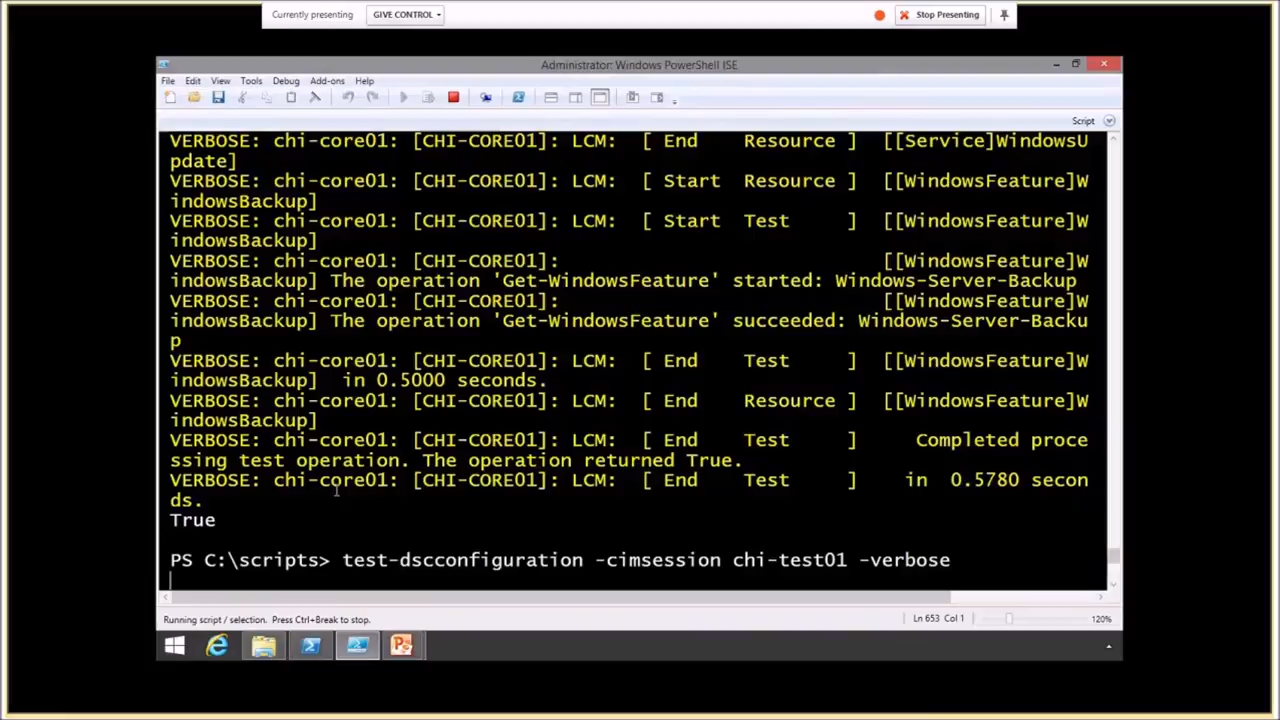 Currently presenting GIVE CONTROL Stop Presenting
Administrator: Windows PowerShell ISE
File Edit View Tools Debug Add-ons Help
Script
VERBOSE: chi-core01: [CHI-CORE01]: LCM: [ End Resource ] [[Service]WindowsU
pdate]
VERBOSE: chi-core01: [CHI-CORE01]: LCM: [ Start Resource ] [[WindowsFeature]W
indowsBackup]
VERBOSE: chi-core01: [CHI-CORE01]: LCM: [ Start Test ] [[WindowsFeature]W
indowsBackup]
VERBOSE: chi-core01: [CHI-CORE01]: [[WindowsFeature]W
indowsBackup] The operation 'Get-WindowsFeature' started: Windows-Server-Backup
VERBOSE: chi-core01: [CHI-CORE01]: [[WindowsFeature]W
indowsBackup] The operation 'Get-WindowsFeature' succeeded: Windows-Server-Backu
p
VERBOSE: chi-core01: [CHI-CORE01]: LCM: [ End Test ] [[WindowsFeature]W
indowsBackup] in 0.5000 seconds.
VERBOSE: chi-core01: [CHI-CORE01]: LCM: [ End Resource ] [[WindowsFeature]W
indowsBackup]
VERBOSE: chi-core01: [CHI-CORE01]: LCM: [ End Test ] Completed proce
ssing test operation. The operation returned True.
VERBOSE: chi-core01: [CHI-CORE01]: LCM: [ End Test ] in 0.5780 secon
ds.
True
PS C:\scripts> test-dscconfiguration -cimsession chi-test01 -verbose
Running script / selection. Press Ctrl+Break to stop. Ln 653 Col 1 120%